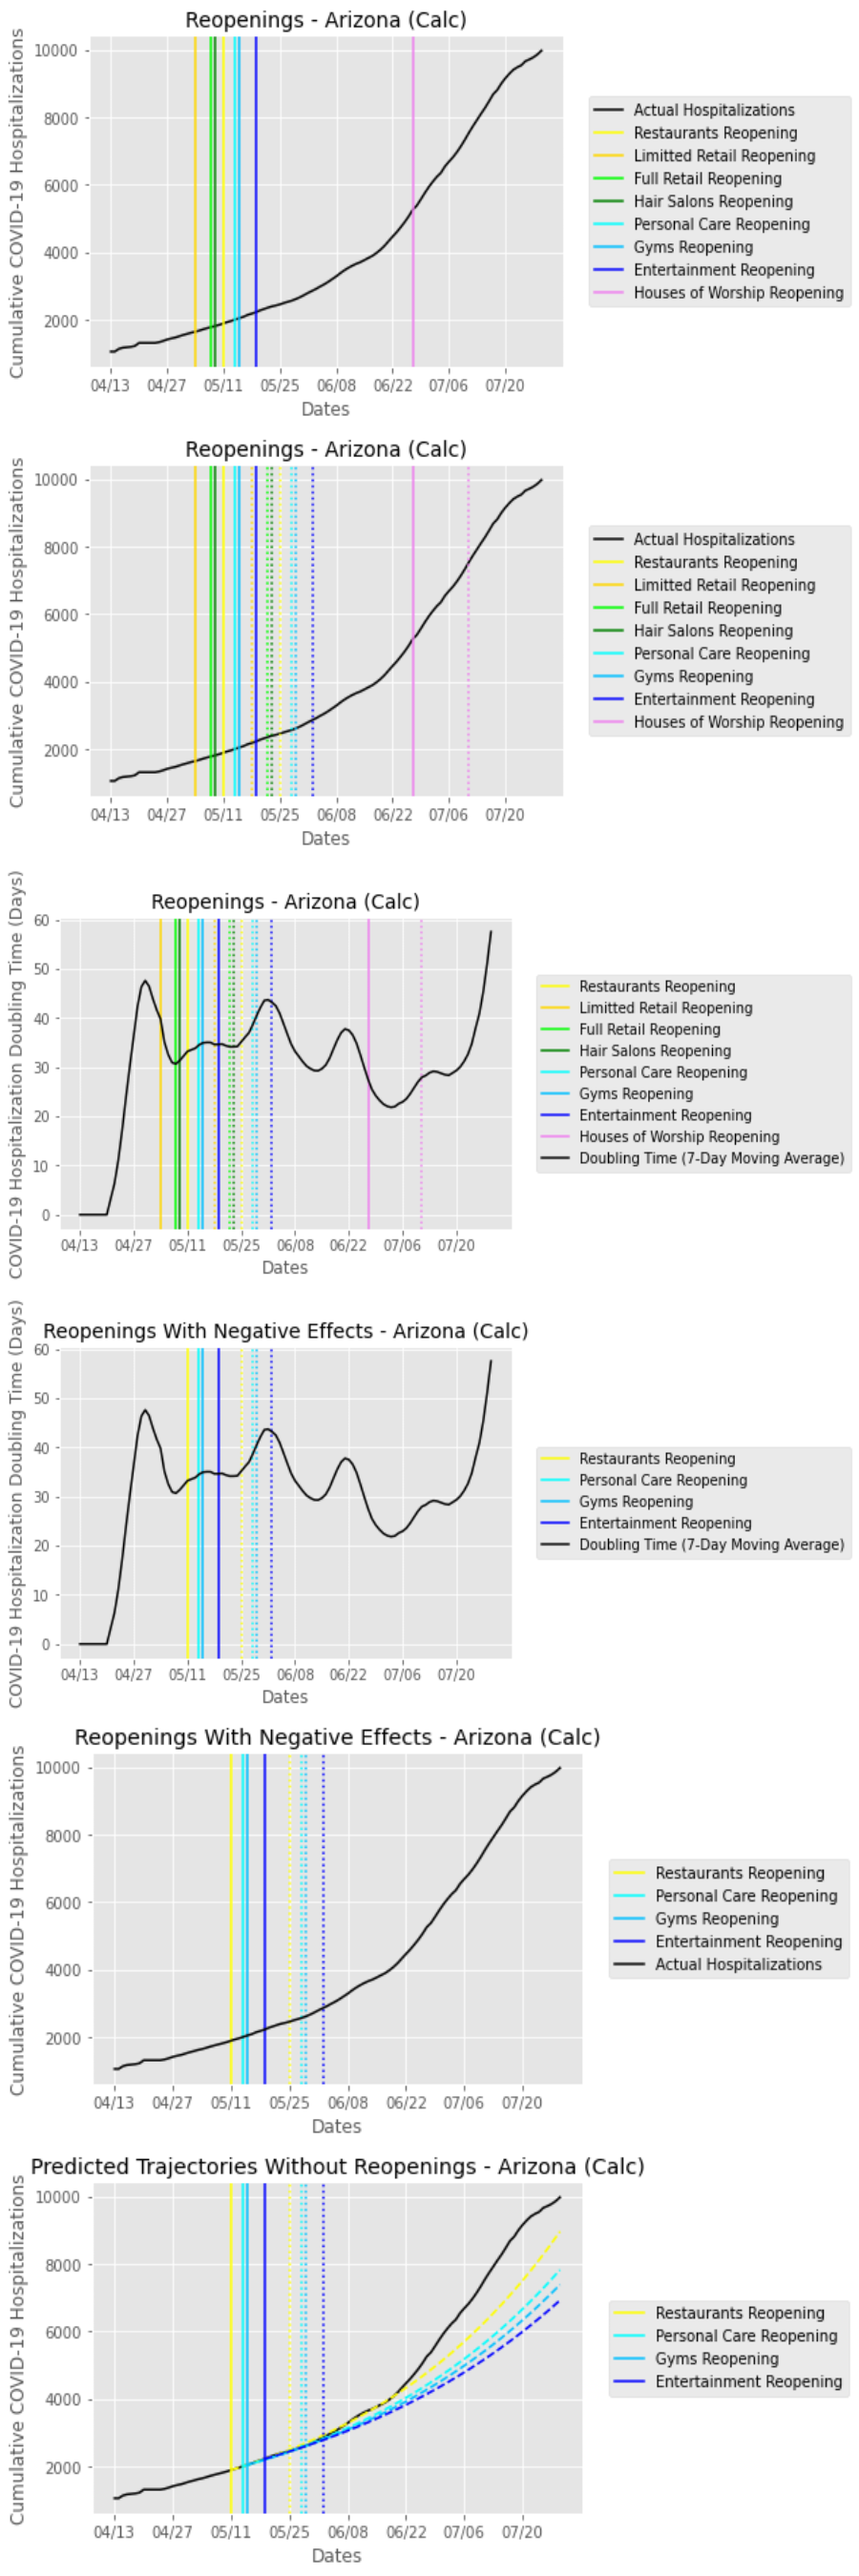 Reopenings - Arizona (Calc)
Cumulative COVID-19 Hospitalizations
10000
8000
6000
4000
2000
04/13 04/27 05/11 05/25 06/08 06/22 07/06 07/20
Dates
Actual Hospitalizations
Restaurants Reopening
Limitted Retail Reopening
Full Retail Reopening
Hair Salons Reopening
Personal Care Reopening
Gyms Reopening
Entertainment Reopening
Houses of Worship Reopening
Reopenings - Arizona (Calc)
Cumulative COVID-19 Hospitalizations
10000
8000
6000
4000
2000
04/13 04/27 05/11 05/25 06/08 06/22 07/06 07/20
Dates
Actual Hospitalizations
Restaurants Reopening
Limitted Retail Reopening
Full Retail Reopening
Hair Salons Reopening
Personal Care Reopening
Gyms Reopening
Entertainment Reopening
Houses of Worship Reopening
Reopenings - Arizona (Calc)
COVID-19 Hospitalization Doubling Time (Days)
60
50
40
30
20
10
0
04/13 04/27 05/11 05/25 06/08 06/22 07/06 07/20
Dates
Restaurants Reopening
Limitted Retail Reopening
Full Retail Reopening
Hair Salons Reopening
Personal Care Reopening
Gyms Reopening
Entertainment Reopening
Houses of Worship Reopening
Doubling Time (7-Day Moving Average)
Reopenings With Negative Effects - Arizona (Calc)
COVID-19 Hospitalization Doubling Time (Days)
60
50
40
30
20
10
0
04/13 04/27 05/11 05/25 06/08 06/22 07/06 07/20
Dates
Restaurants Reopening
Personal Care Reopening
Gyms Reopening
Entertainment Reopening
Doubling Time (7-Day Moving Average)
Reopenings With Negative Effects - Arizona (Calc)
Cumulative COVID-19 Hospitalizations
10000
8000
6000
4000
2000
04/13 04/27 05/11 05/25 06/08 06/22 07/06 07/20
Dates
Restaurants Reopening
Personal Care Reopening
Gyms Reopening
Entertainment Reopening
Actual Hospitalizations
Predicted Trajectories Without Reopenings - Arizona (Calc)
Cumulative COVID-19 Hospitalizations
10000
8000
6000
4000
2000
04/13 04/27 05/11 05/25 06/08 06/22 07/06 07/20
Dates
Restaurants Reopening
Personal Care Reopening
Gyms Reopening
Entertainment Reopening